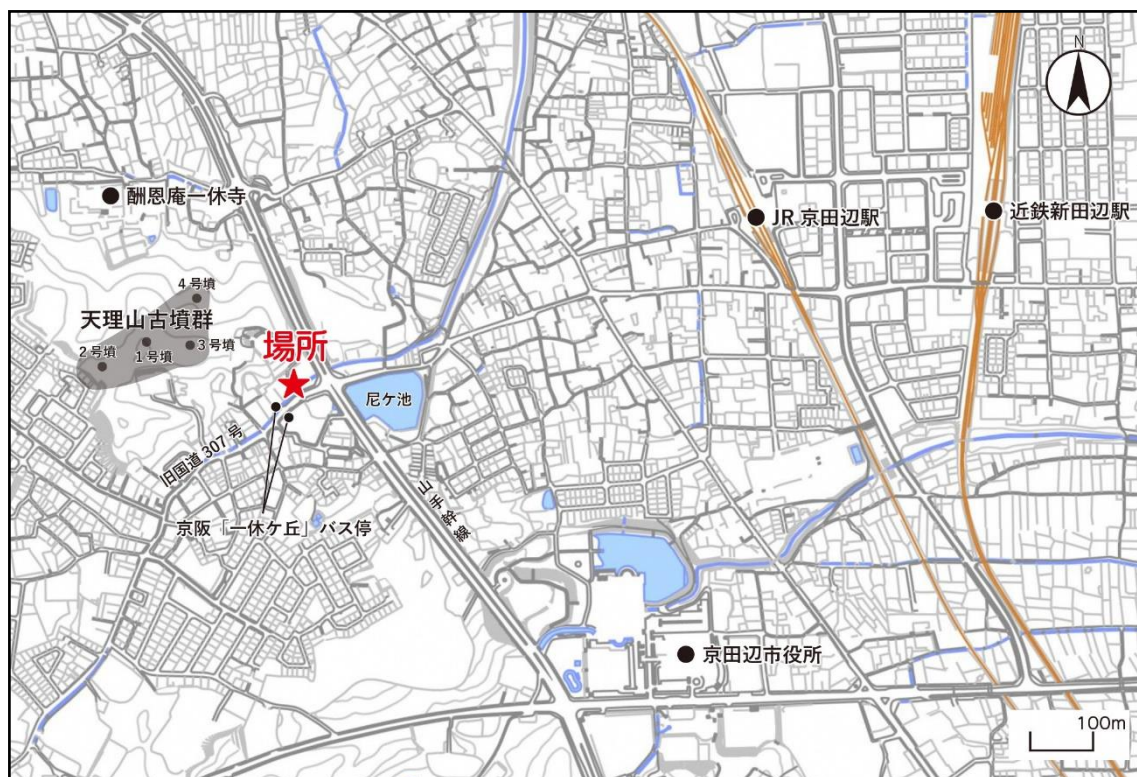 N
酬恩庵一休寺
JR 京田辺駅
近鉄新田辺駅
4号墳
天理山古墳群
2号墳
1号墳
3号墳
場所
尼ケ池
旧国道 307 号
山手幹線
京阪「一休ケ丘」バス停
京田辺市役所
100m